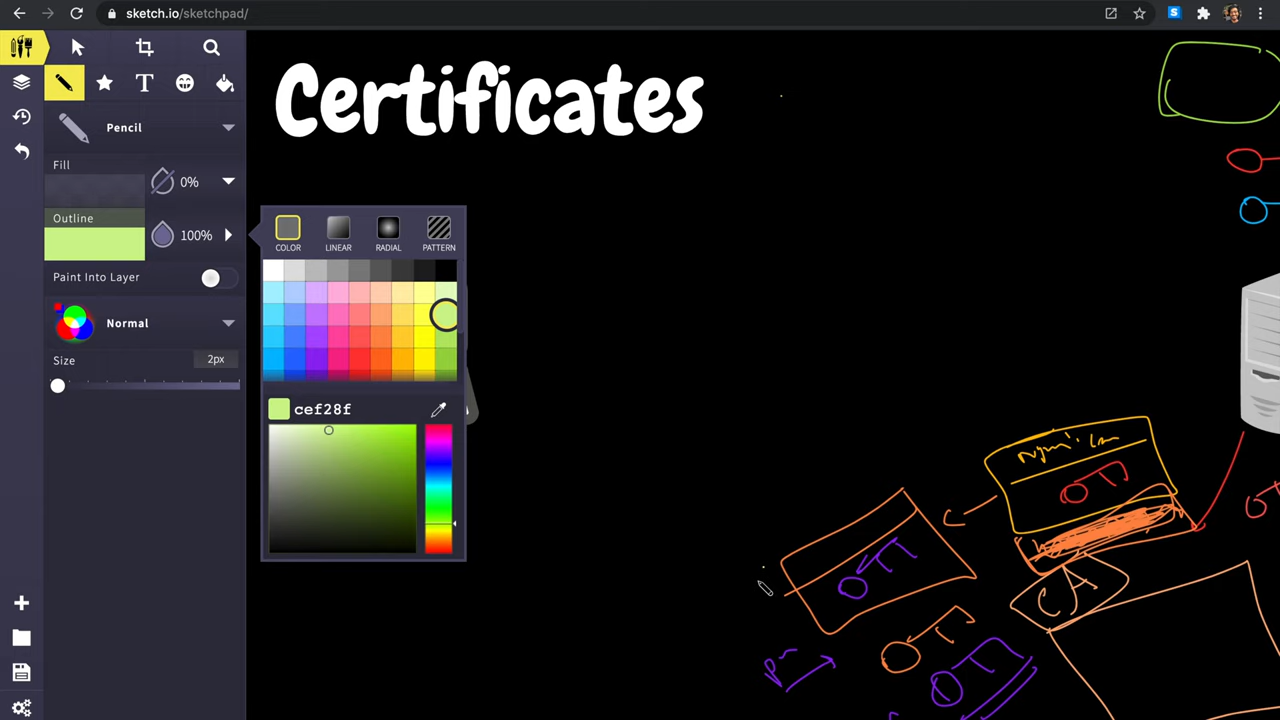 sketch.io/sketchpad/
Certificates
Pencil
Fill
0%
Outline
100%
COLOR
LINEAR
RADIAL
PATTERN
Paint Into Layer
Normal
Size
2px
cef28f
CA